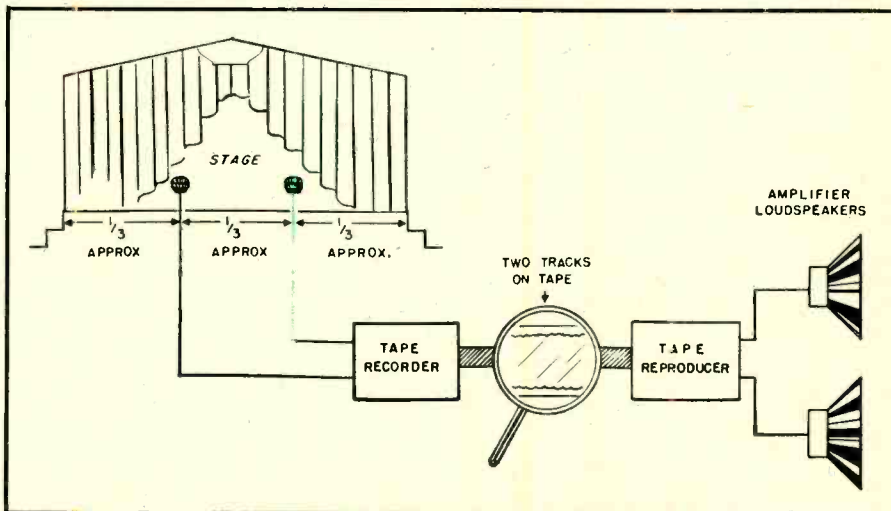 STAGE
1/3
APPROX
1/3
APPROX
1/3
APPROX.
TWO TRACKS
ON TAPE
TAPE
RECORDER
TAPE
REPRODUCER
AMPLIFIER
LOUDSPEAKERS